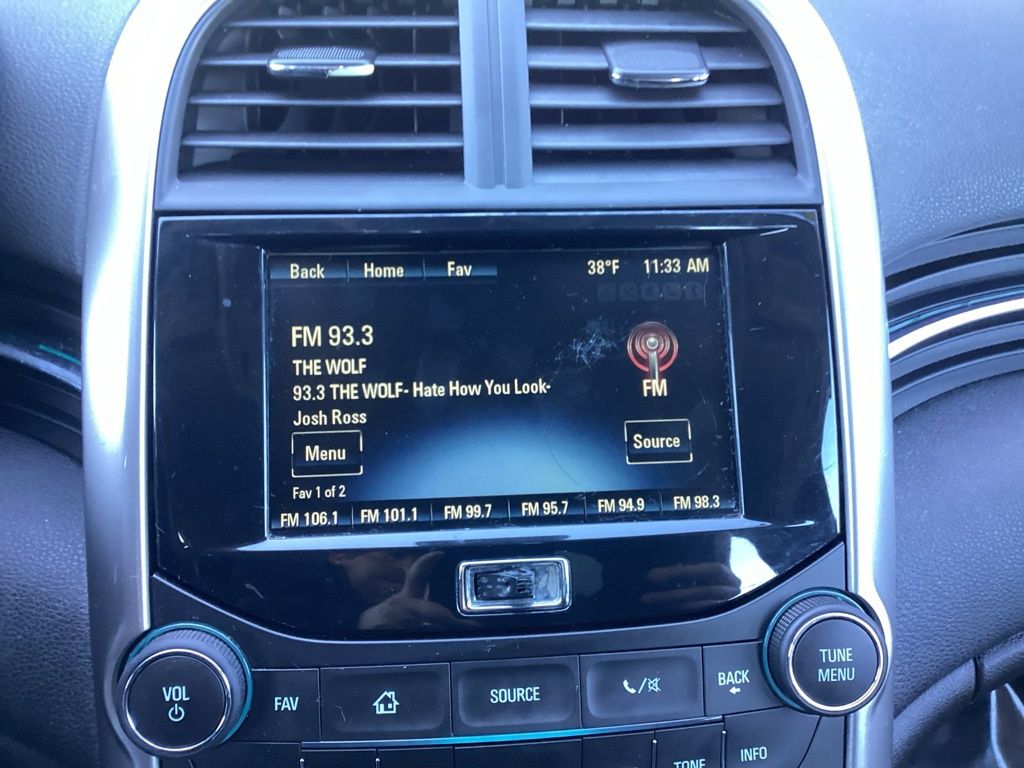 Back Home Fav 38°F 11:33 AM
FM 93.3
THE WOLF
93.3 THE WOLF- Hate How You Look-
Josh Ross
FM
Menu
Source
Fav 1 of 2
FM 106.1 FM 101.1 FM 99.7 FM 95.7 FM 94.9 FM 98.3
VOL
FAV
SOURCE
BACK
TUNE
MENU
TONE
INFO